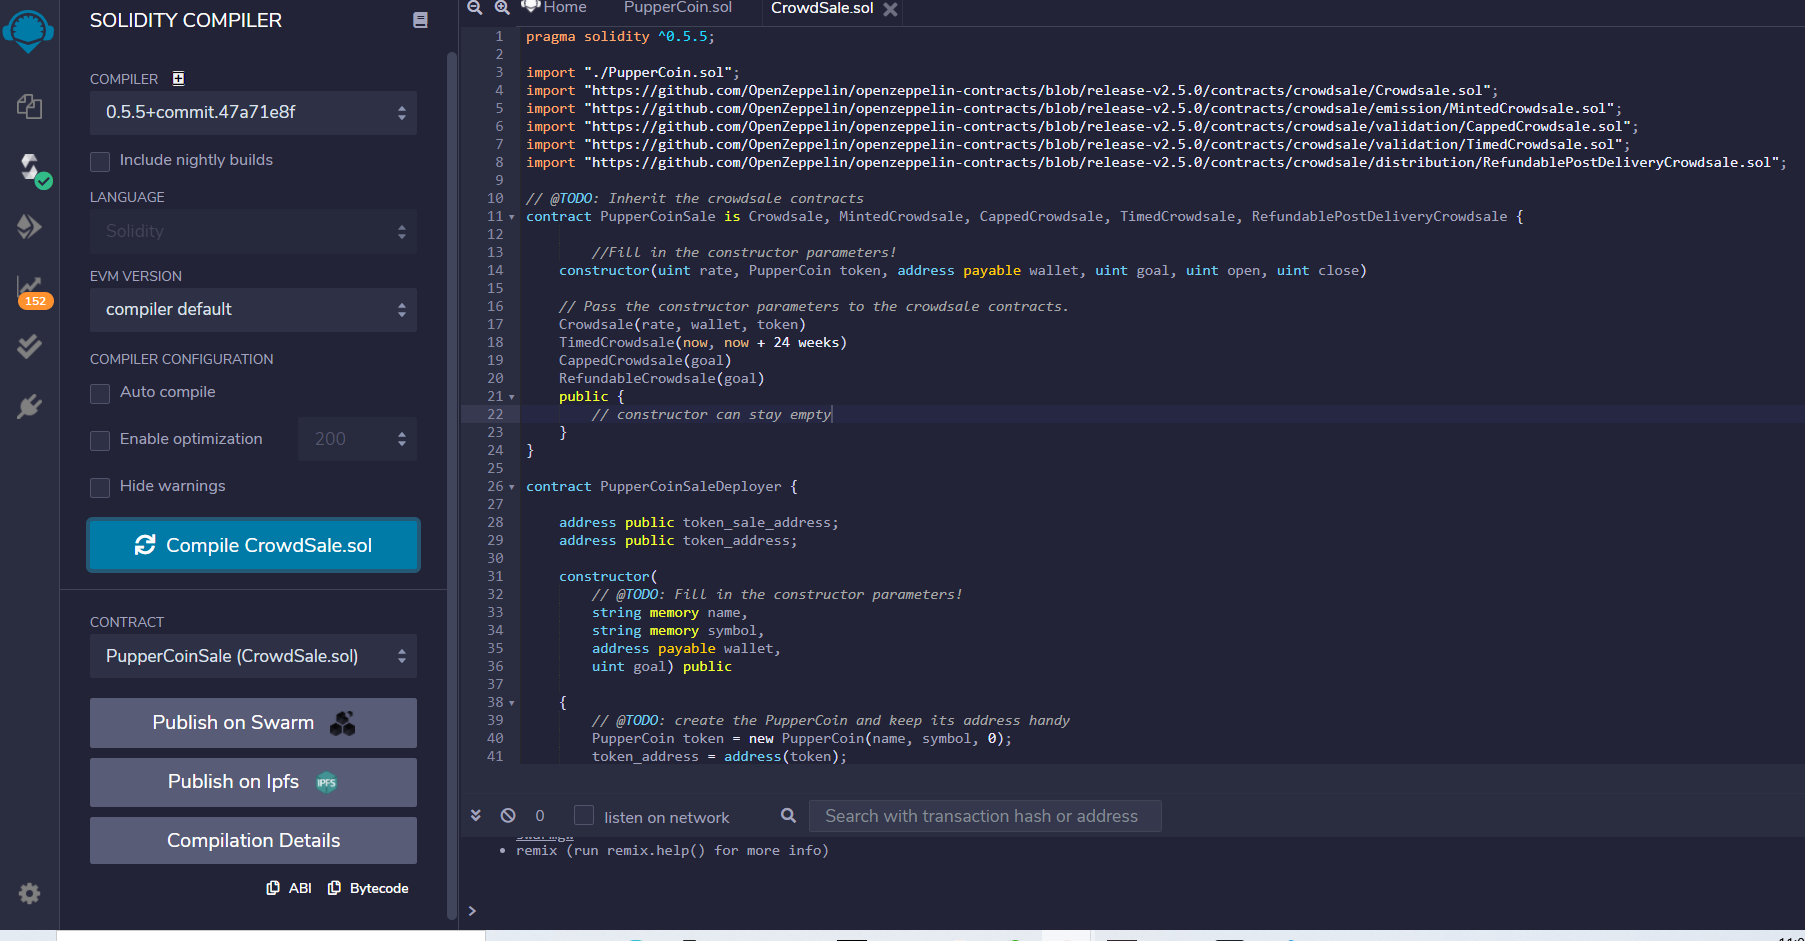 SOLIDITY COMPILER
COMPILER
0.5.5+commit.47a71e8f
Include nightly builds
LANGUAGE
Solidity
EVM VERSION
compiler default
152
COMPILER CONFIGURATION
Auto compile
Enable optimization
200
Hide warnings
Compile CrowdSale.sol
CONTRACT
PupperCoinSale (CrowdSale.sol)
Publish on Swarm
Publish on Ipfs
IPFS
Compilation Details
ABI
Bytecode
Home
PupperCoin.sol
CrowdSale.sol
1 pragma solidity ^0.5.5;
2
3 import "./PupperCoin.sol";
4 import "https://github.com/OpenZeppelin/openzeppelin-contracts/blob/release-v2.5.0/contracts/crowdsale/Crowdsale.sol";
5 import "https://github.com/OpenZeppelin/openzeppelin-contracts/blob/release-v2.5.0/contracts/crowdsale/emission/MintedCrowdsale.sol";
6 import "https://github.com/OpenZeppelin/openzeppelin-contracts/blob/release-v2.5.0/contracts/crowdsale/validation/CappedCrowdsale.sol";
7 import "https://github.com/OpenZeppelin/openzeppelin-contracts/blob/release-v2.5.0/contracts/crowdsale/validation/TimedCrowdsale.sol";
8 import "https://github.com/OpenZeppelin/openzeppelin-contracts/blob/release-v2.5.0/contracts/crowdsale/distribution/RefundablePostDeliveryCrowdsale.sol";
9
10 // @TODO: Inherit the crowdsale contracts
11 contract PupperCoinSale is Crowdsale, MintedCrowdsale, CappedCrowdsale, TimedCrowdsale, RefundablePostDeliveryCrowdsale {
12
13 //Fill in the constructor parameters!
14 constructor(uint rate, PupperCoin token, address payable wallet, uint goal, uint open, uint close)
15
16 // Pass the constructor parameters to the crowdsale contracts.
17 Crowdsale(rate, wallet, token)
18 TimedCrowdsale(now, now + 24 weeks)
19 CappedCrowdsale(goal)
20 RefundableCrowdsale(goal)
21 public {
22 // constructor can stay empty
23 }
24 }
25
26 contract PupperCoinSaleDeployer {
27
28 address public token_sale_address;
29 address public token_address;
30
31 constructor(
32 // @TODO: Fill in the constructor parameters!
33 string memory name,
34 string memory symbol,
35 address payable wallet,
36 uint goal) public
37
38 {
39 // @TODO: create the PupperCoin and keep its address handy
40 PupperCoin token = new PupperCoin(name, symbol, 0);
41 token_address = address(token);
0
listen on network
Search with transaction hash or address
• remix (run remix.help() for more info)
>